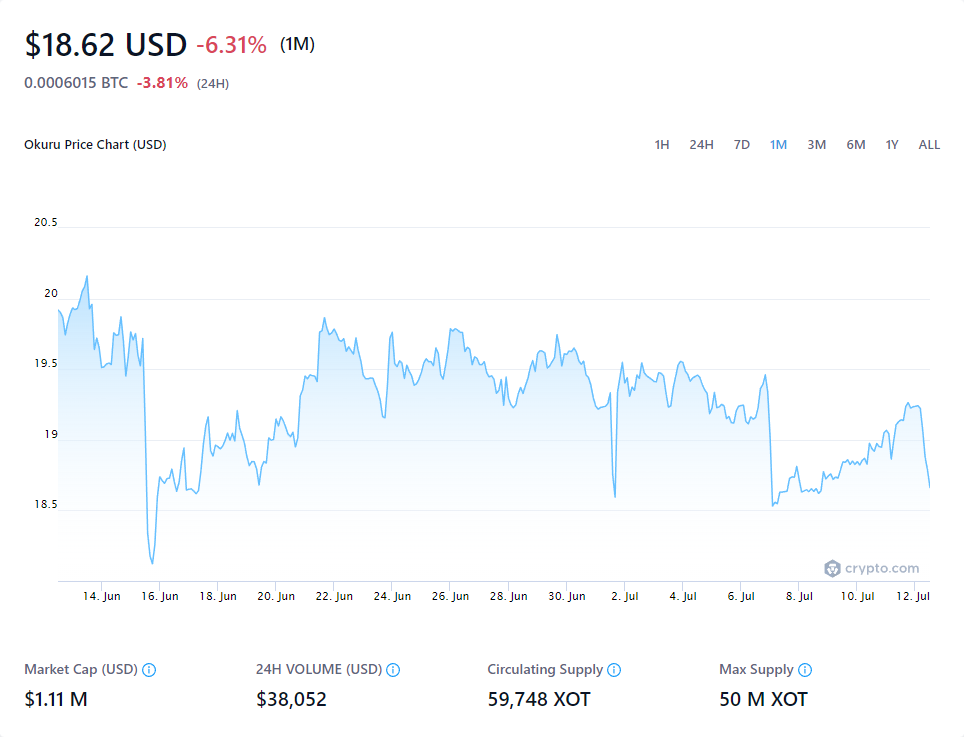 $18.62 USD -6.31% (1M)
0.0006015 BTC -3.81% (24H)
Okuru Price Chart (USD)
1H 24H 7D 1M 3M 6M 1Y ALL
20.5
20
19.5
19
18.5
crypto.com
14. Jun 16. Jun 18. Jun 20. Jun 22. Jun 24. Jun 26. Jun 28. Jun 30. Jun 2. Jul 4. Jul 6. Jul 8. Jul 10. Jul 12. Jul
Market Cap (USD) 24H VOLUME (USD) Circulating Supply Max Supply
$1.11 M $38,052 59,748 XOT 50 M XOT